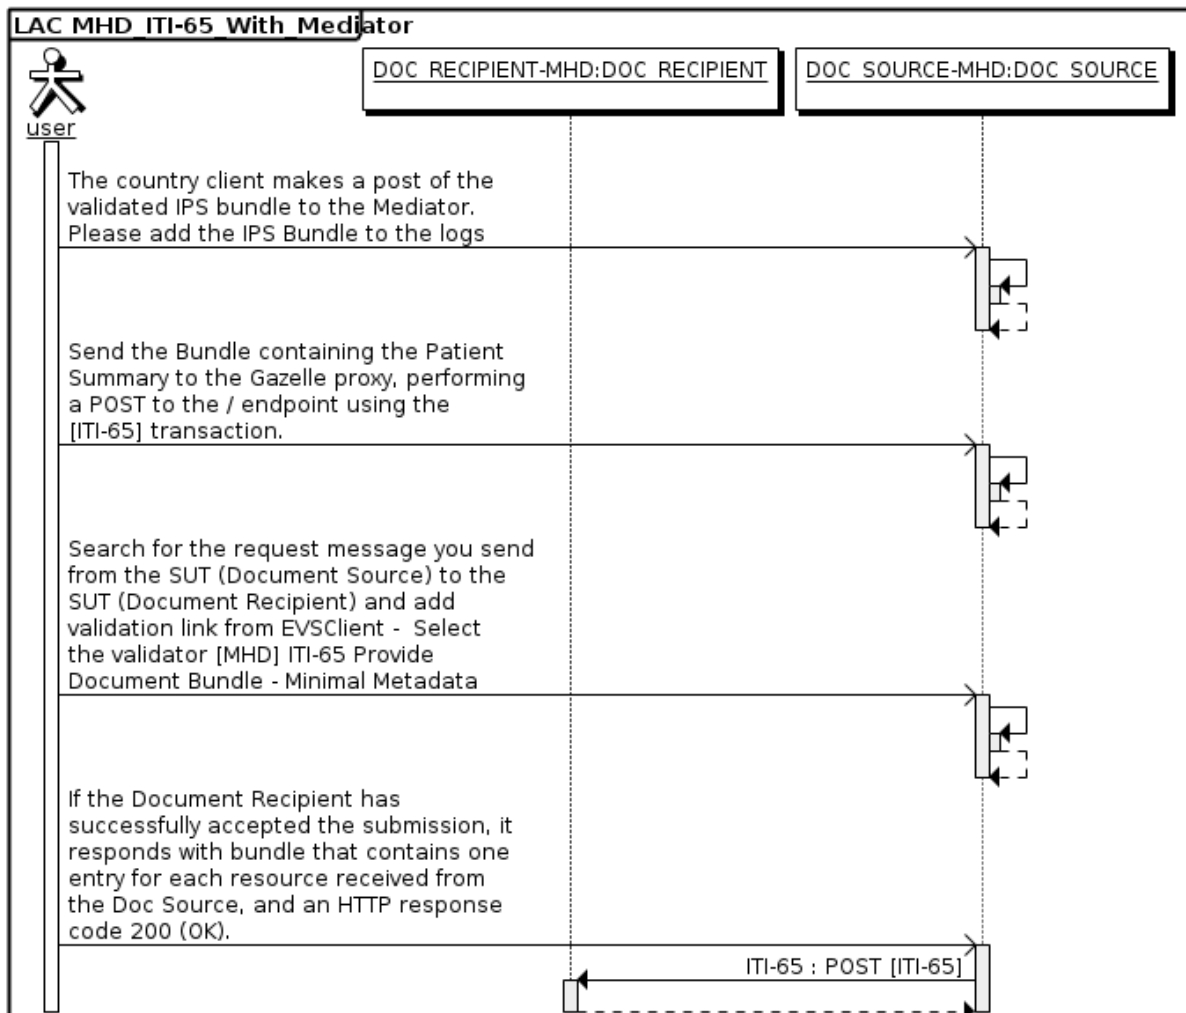 LAC MHD_ITI-65_With_Mediator
DOC_RECIPIENT-MHD:DOC_RECIPIENT
DOC_SOURCE-MHD:DOC_SOURCE
user
The country client makes a post of the
validated IPS bundle to the Mediator.
Please add the IPS Bundle to the logs
Send the Bundle containing the Patient
Summary to the Gazelle proxy, performing
a POST to the / endpoint using the
[ITI-65] transaction.
Search for the request message you send
from the SUT (Document Source) to the
SUT (Document Recipient) and add
validation link from EVSClient -  Select
the validator [MHD] ITI-65 Provide
Document Bundle - Minimal Metadata
If the Document Recipient has
successfully accepted the submission, it
responds with bundle that contains one
entry for each resource received from
the Doc Source, and an HTTP response
code 200 (OK).
ITI-65 : POST [ITI-65]